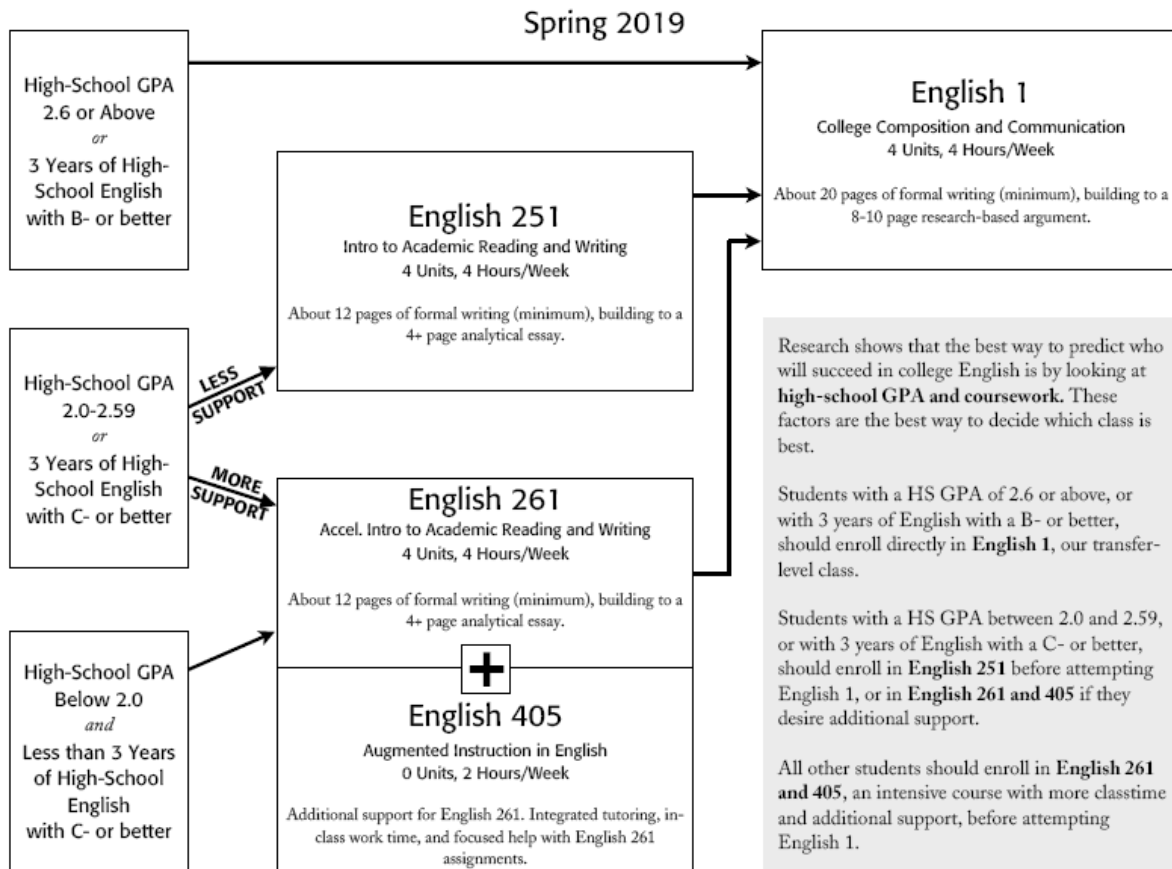 Spring 2019
High-School GPA
2.6 or Above
or
3 Years of High-
School English
with B- or better
English 1
College Composition and Communication
4 Units, 4 Hours/Week
About 20 pages of formal writing (minimum), building to a
8-10 page research-based argument.
English 251
Intro to Academic Reading and Writing
4 Units, 4 Hours/Week
About 12 pages of formal writing (minimum), building to a
4+ page analytical essay.
High-School GPA
2.0-2.59
or
3 Years of High-
School English
with C- or better
LESS
SUPPORT
MORE
SUPPORT
English 261
Accel. Intro to Academic Reading and Writing
4 Units, 4 Hours/Week
About 12 pages of formal writing (minimum), building to a
4+ page analytical essay.
+
English 405
Augmented Instruction in English
0 Units, 2 Hours/Week
Additional support for English 261. Integrated tutoring, in-
class work time, and focused help with English 261
assignments.
High-School GPA
Below 2.0
and
Less than 3 Years
of High-School
English
with C- or better
Research shows that the best way to predict who
will succeed in college English is by looking at
high-school GPA and coursework. These
factors are the best way to decide which class is
best.
Students with a HS GPA of 2.6 or above, or
with 3 years of English with a B- or better,
should enroll directly in English 1, our transfer-
level class.
Students with a HS GPA between 2.0 and 2.59,
or with 3 years of English with a C- or better,
should enroll in English 251 before attempting
English 1, or in English 261 and 405 if they
desire additional support.
All other students should enroll in English 261
and 405, an intensive course with more classtime
and additional support, before attempting
English 1.